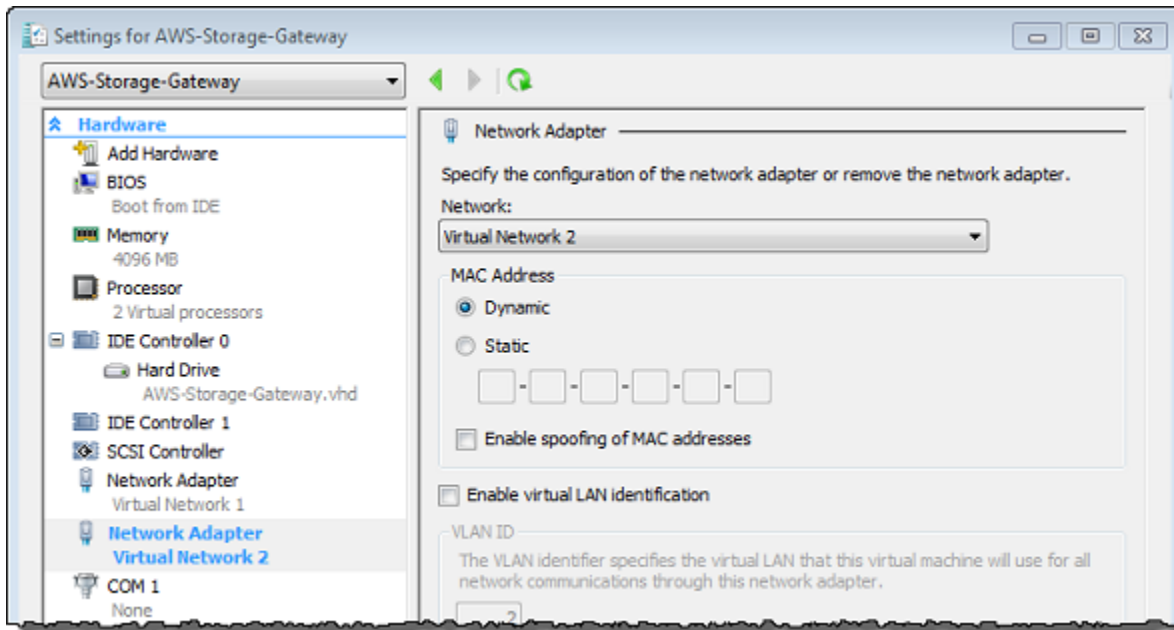 Settings for AWS-Storage-Gateway
AWS-Storage-Gateway
Hardware
Add Hardware
BIOS
Boot from IDE
Memory
4096 MB
Processor
2 Virtual processors
IDE Controller 0
Hard Drive
AWS-Storage-Gateway.vhd
IDE Controller 1
SCSI Controller
Network Adapter
Virtual Network 1
Network Adapter
Virtual Network 2
COM 1
None
Network Adapter
Specify the configuration of the network adapter or remove the network adapter.
Network:
Virtual Network 2
MAC Address
Dynamic
Static
- - - - -
Enable spoofing of MAC addresses
Enable virtual LAN identification
VLAN ID
The VLAN identifier specifies the virtual LAN that this virtual machine will use for all
network communications through this network adapter.
2